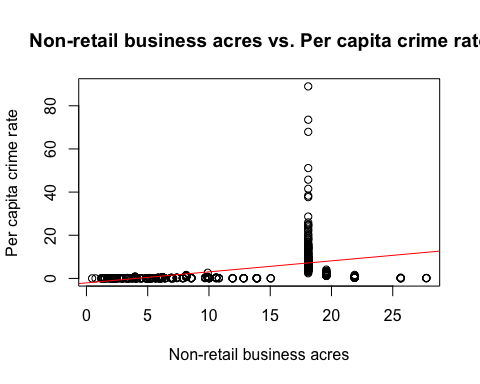 Non-retail business acres vs. Per capita crime rate
Per capita crime rate
80
60
40
20
0
0 5 10 15 20 25
Non-retail business acres